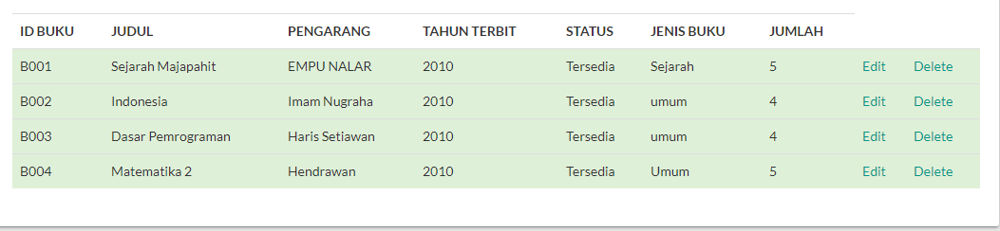 ID BUKU JUDUL PENGARANG TAHUN TERBIT STATUS JENIS BUKU JUMLAH
B001 Sejarah Majapahit EMPU NALAR 2010 Tersedia Sejarah 5 Edit Delete
B002 Indonesia Imam Nugraha 2010 Tersedia umum 4 Edit Delete
B003 Dasar Pemrograman Haris Setiawan 2010 Tersedia umum 4 Edit Delete
B004 Matematika 2 Hendrawan 2010 Tersedia Umum 5 Edit Delete